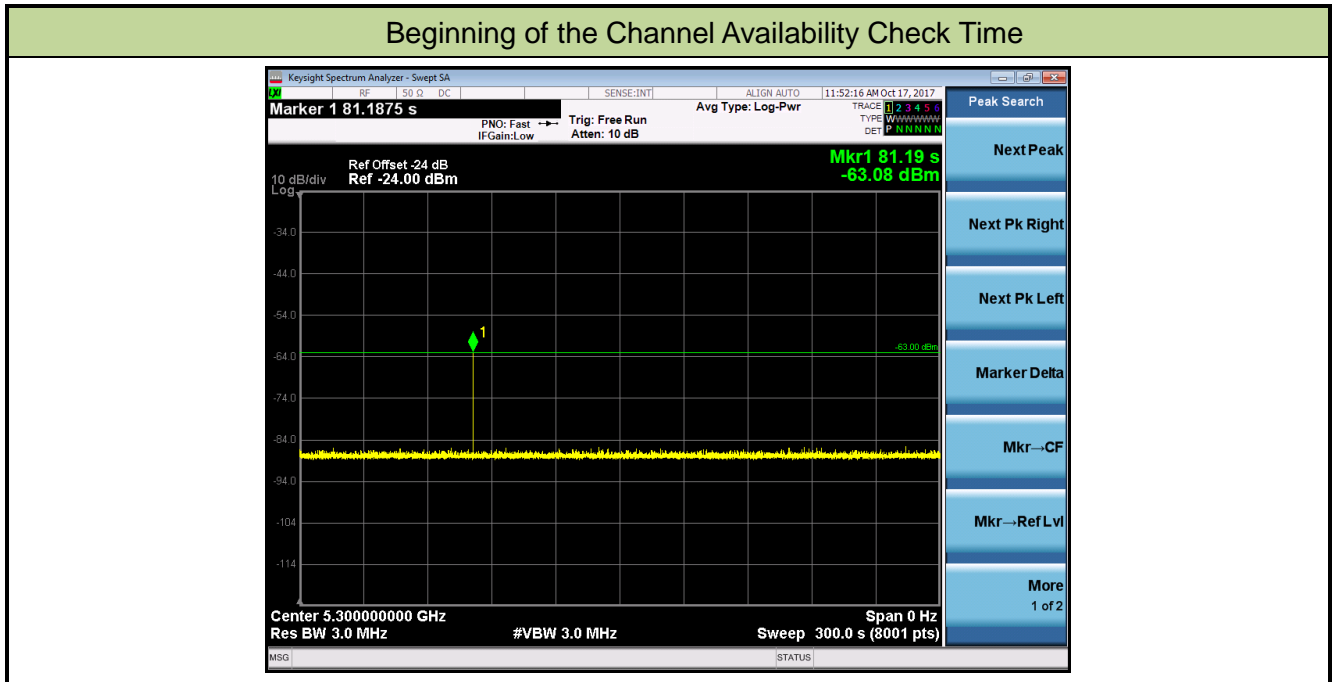 Beginning of the Channel Availability Check Time
Keysight Spectrum Analyzer - Swept SA
LXI RF 50 Ω DC SENSE:INT ALIGN AUTO 11:52:16 AM Oct 17, 2017
Marker 1 81.1875 s
PNO: Fast
IFGain:Low
Trig: Free Run
Atten: 10 dB
Avg Type: Log-Pwr
TRACE 1 2 3 4 5 6
TYPE WWWWWW
DET P N N N N N
Ref Offset -24 dB
10 dB/div Ref -24.00 dBm
Log
Mkr1 81.19 s
-63.08 dBm
-34.0
-44.0
-54.0
1
-63.00 dBm
-64.0
-74.0
-84.0
-94.0
-104
-114
Center 5.300000000 GHz Span 0 Hz
Res BW 3.0 MHz #VBW 3.0 MHz Sweep 300.0 s (8001 pts)
MSG STATUS
Peak Search
Next Peak
Next Pk Right
Next Pk Left
Marker Delta
Mkr→CF
Mkr→Ref Lvl
More
1 of 2